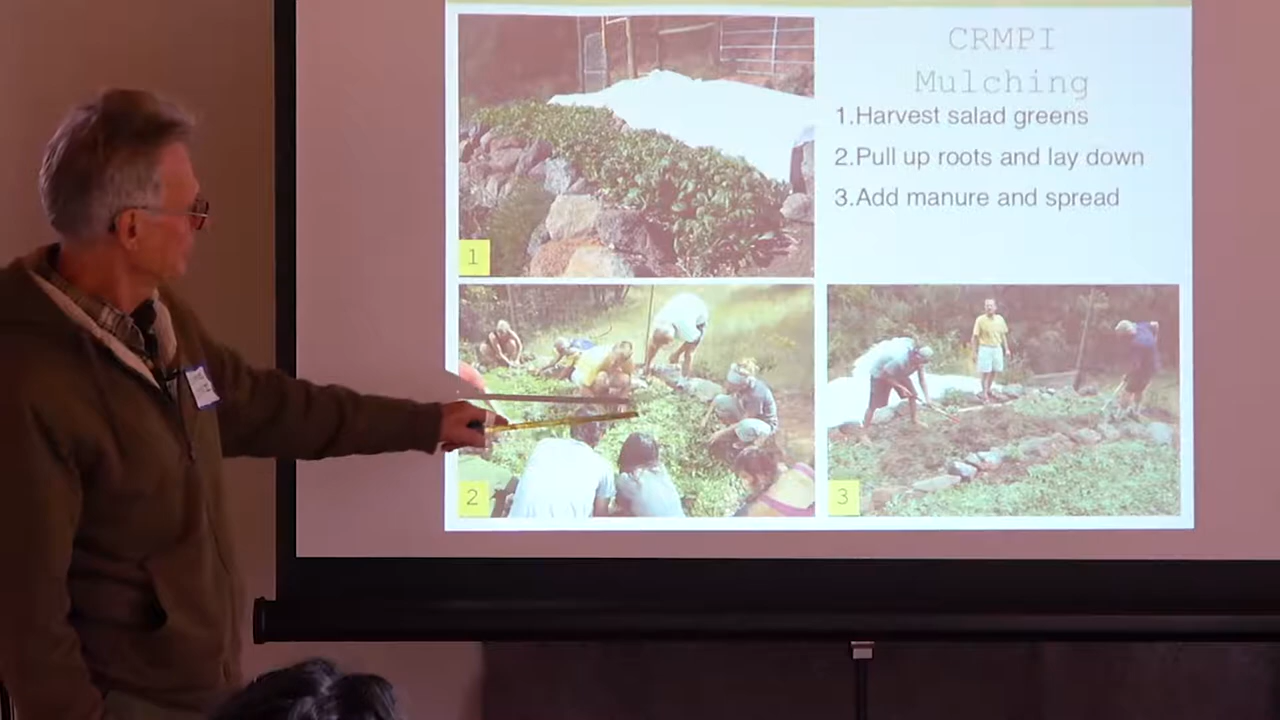 CRMPI
Mulching
1.Harvest salad greens
2.Pull up roots and lay down
3.Add manure and spread
1
2
3